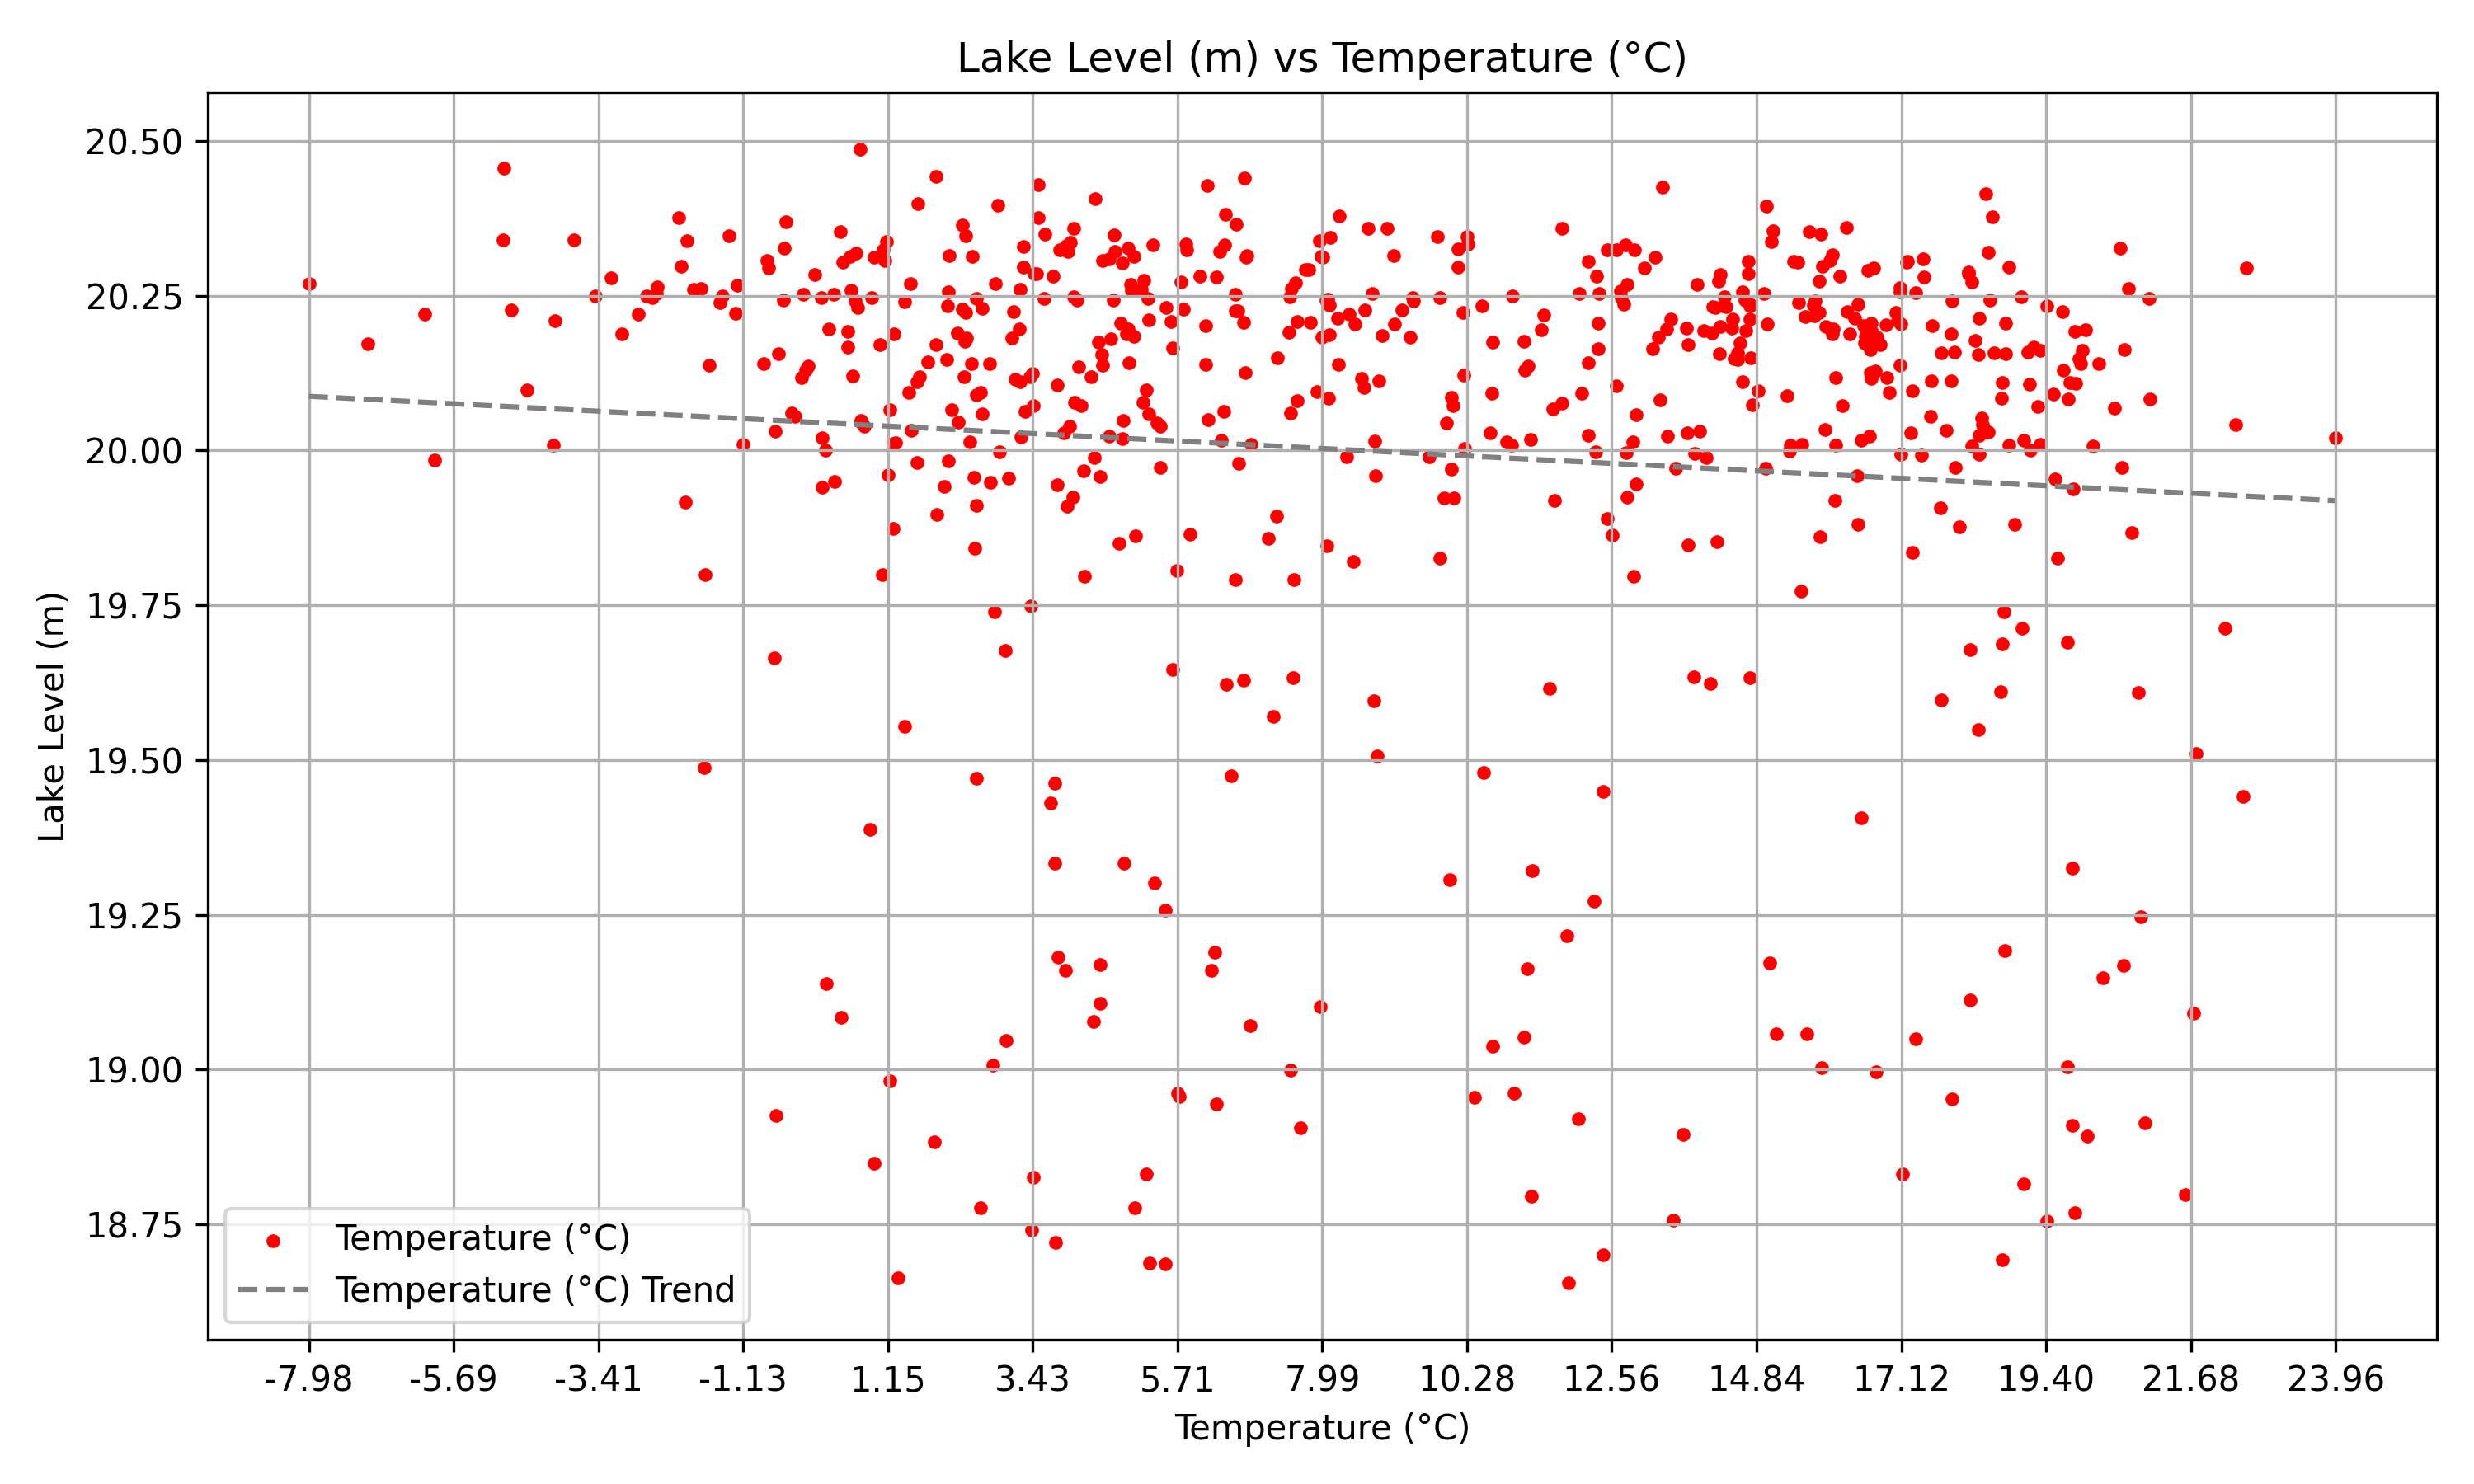 Lake Level (m) vs Temperature (°C)
20.50
20.25
20.00
19.75
19.50
19.25
19.00
18.75
Lake Level (m)
Temperature (°C)
Temperature (°C) Trend
-7.98 -5.69 -3.41 -1.13 1.15 3.43 5.71 7.99 10.28 12.56 14.84 17.12 19.40 21.68 23.96
Temperature (°C)